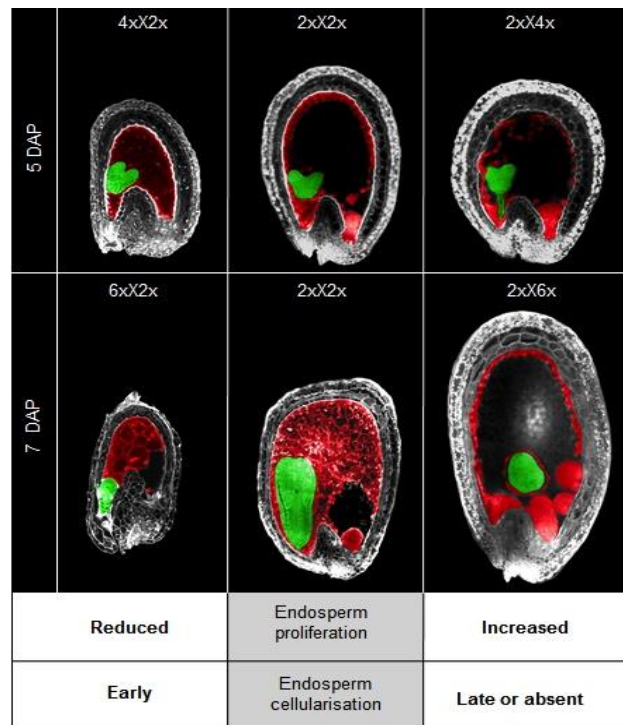 4xX2x 2xX2x 2xX4x
5 DAP
6xX2x 2xX2x 2xX6x
7 DAP
Reduced
Endosperm
proliferation
Increased
Early
Endosperm
cellularisation
Late or absent